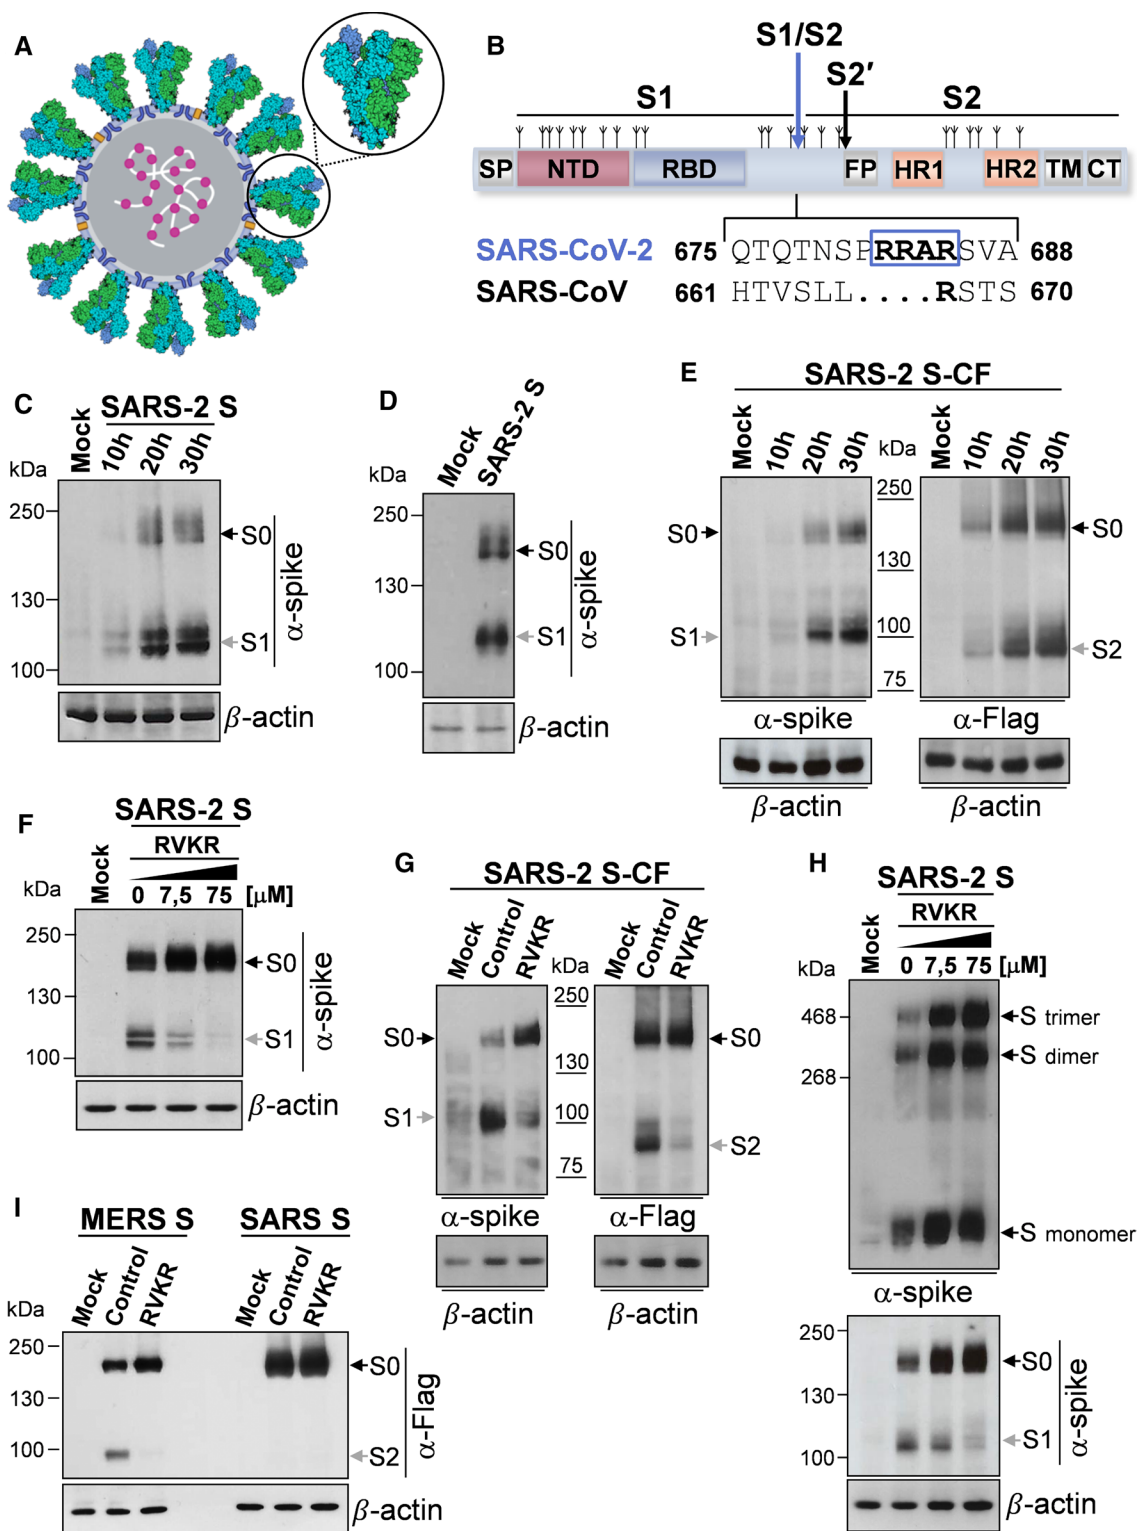 A
B
S1/S2
S2′
S1
S2
SP NTD RBD FP HR1 HR2 TM CT
SARS-CoV-2 675 QTQTNSPRRARSVA 688
SARS-CoV 661 HTVSLL....RSTS 670
C
SARS-2 S
kDa
Mock
10h
20h
30h
250
130
100
S0
S1
α-spike
β-actin
D
Mock
SARS-2 S
kDa
250
130
100
S0
S1
α-spike
β-actin
E
SARS-2 S-CF
Mock
10h
20h
30h
Mock
10h
20h
30h
S0
S1
250
130
100
75
S0
S2
α-spike
α-Flag
β-actin
β-actin
F
SARS-2 S
RVKR
Mock
kDa
0 7,5 75 [µM]
250
130
100
S0
S1
α-spike
β-actin
G
SARS-2 S-CF
Mock
Control
RVKR
kDa
Mock
Control
RVKR
S0
S1
250
130
100
75
S0
S2
α-spike
α-Flag
β-actin
β-actin
H
SARS-2 S
RVKR
Mock
kDa
0 7,5 75 [µM]
468
268
S trimer
S dimer
S monomer
α-spike
250
130
100
S0
S1
α-spike
β-actin
I
MERS S
SARS S
Mock
Control
RVKR
Mock
Control
RVKR
kDa
250
130
100
S0
S2
α-Flag
β-actin